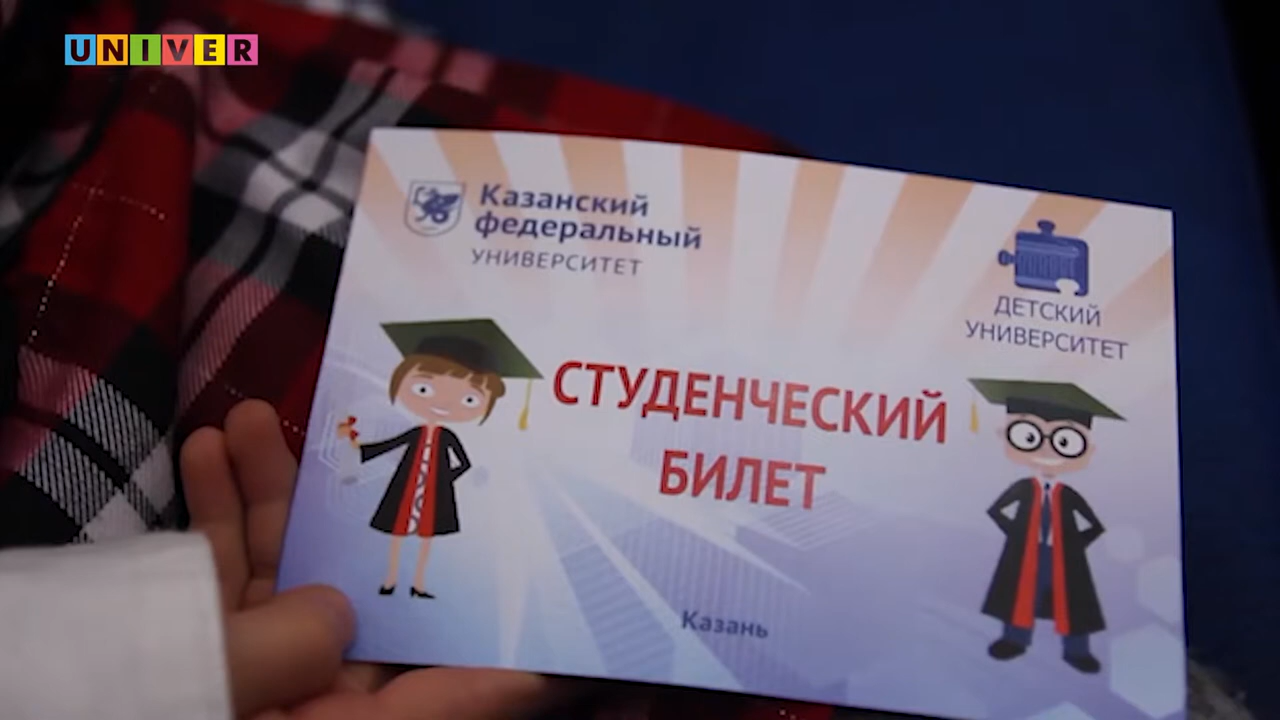 UNIVER
Казанский
федеральный
УНИВЕРСИТЕТ
ДЕТСКИЙ
УНИВЕРСИТЕТ
СТУДЕНЧЕСКИЙ
БИЛЕТ
Казань